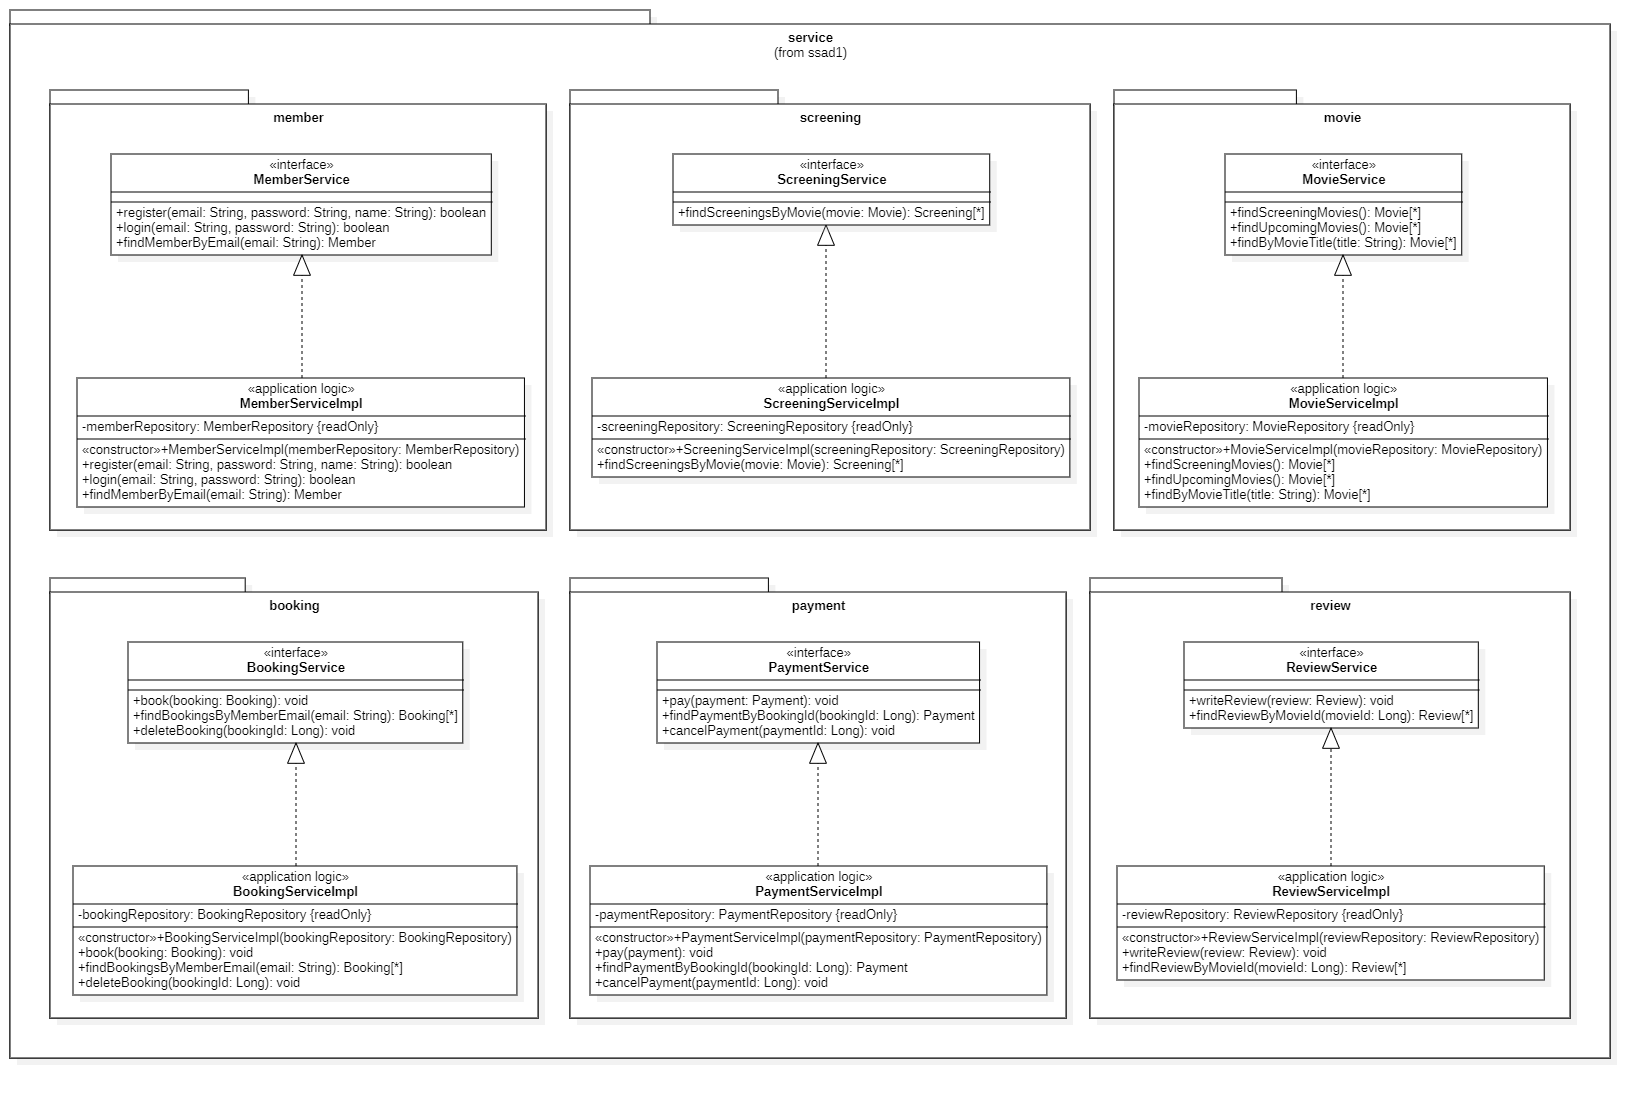 service
(from ssad1)
member
«interface»
MemberService
+register(email: String, password: String, name: String): boolean
+login(email: String, password: String): boolean
+findMemberByEmail(email: String): Member
«application logic»
MemberServiceImpl
-memberRepository: MemberRepository {readOnly}
«constructor»+MemberServiceImpl(memberRepository: MemberRepository)
+register(email: String, password: String, name: String): boolean
+login(email: String, password: String): boolean
+findMemberByEmail(email: String): Member
screening
«interface»
ScreeningService
+findScreeningsByMovie(movie: Movie): Screening[*]
«application logic»
ScreeningServiceImpl
-screeningRepository: ScreeningRepository {readOnly}
«constructor»+ScreeningServiceImpl(screeningRepository: ScreeningRepository)
+findScreeningsByMovie(movie: Movie): Screening[*]
movie
«interface»
MovieService
+findScreeningMovies(): Movie[*]
+findUpcomingMovies(): Movie[*]
+findByMovieTitle(title: String): Movie[*]
«application logic»
MovieServiceImpl
-movieRepository: MovieRepository {readOnly}
«constructor»+MovieServiceImpl(movieRepository: MovieRepository)
+findScreeningMovies(): Movie[*]
+findUpcomingMovies(): Movie[*]
+findByMovieTitle(title: String): Movie[*]
booking
«interface»
BookingService
+book(booking: Booking): void
+findBookingsByMemberEmail(email: String): Booking[*]
+deleteBooking(bookingId: Long): void
«application logic»
BookingServiceImpl
-bookingRepository: BookingRepository {readOnly}
«constructor»+BookingServiceImpl(bookingRepository: BookingRepository)
+book(booking: Booking): void
+findBookingsByMemberEmail(email: String): Booking[*]
+deleteBooking(bookingId: Long): void
payment
«interface»
PaymentService
+pay(payment: Payment): void
+findPaymentByBookingId(bookingId: Long): Payment
+cancelPayment(paymentId: Long): void
«application logic»
PaymentServiceImpl
-paymentRepository: PaymentRepository {readOnly}
«constructor»+PaymentServiceImpl(paymentRepository: PaymentRepository)
+pay(payment): void
+findPaymentByBookingId(bookingId: Long): Payment
+cancelPayment(paymentId: Long): void
review
«interface»
ReviewService
+writeReview(review: Review): void
+findReviewByMovieId(movieId: Long): Review[*]
«application logic»
ReviewServiceImpl
-reviewRepository: ReviewRepository {readOnly}
«constructor»+ReviewServiceImpl(reviewRepository: ReviewRepository)
+writeReview(review: Review): void
+findReviewByMovieId(movieId: Long): Review[*]